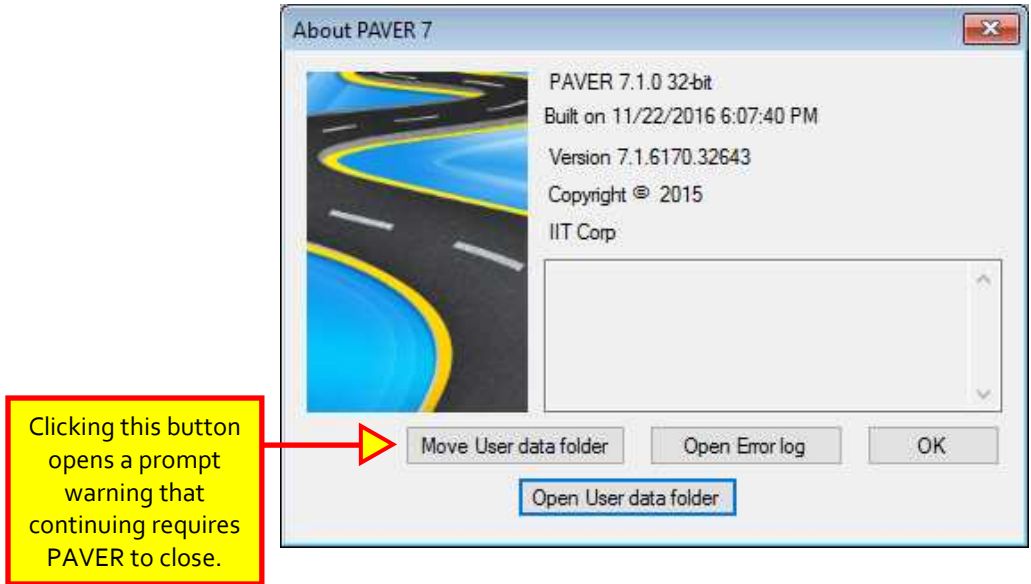 About PAVER 7
PAVER 7.1.0 32-bit
Built on 11/22/2016 6:07:40 PM
Version 7.1.6170.32643
Copyright © 2015
IIT Corp
Clicking this button
opens a prompt
warning that
continuing requires
PAVER to close.
Move User data folder
Open Error log
OK
Open User data folder